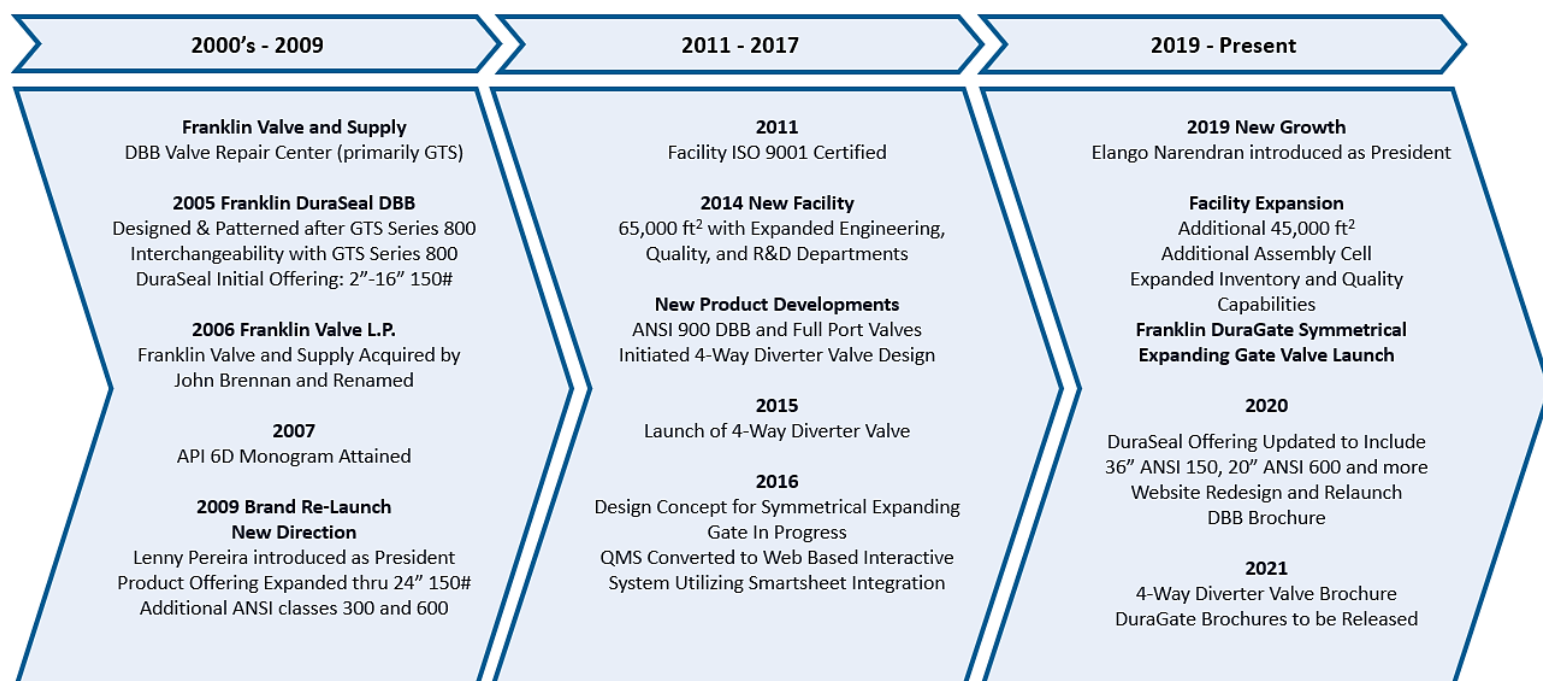 2000’s - 2009
Franklin Valve and Supply
DBB Valve Repair Center (primarily GTS)
2005 Franklin DuraSeal DBB
Designed & Patterned after GTS Series 800
Interchangeability with GTS Series 800
DuraSeal Initial Offering: 2”-16” 150#
2006 Franklin Valve L.P.
Franklin Valve and Supply Acquired by
John Brennan and Renamed
2007
API 6D Monogram Attained
2009 Brand Re-Launch
New Direction
Lenny Pereira introduced as President
Product Offering Expanded thru 24” 150#
Additional ANSI classes 300 and 600
2011 - 2017
2011
Facility ISO 9001 Certified
2014 New Facility
65,000 ft² with Expanded Engineering,
Quality, and R&D Departments
New Product Developments
ANSI 900 DBB and Full Port Valves
Initiated 4-Way Diverter Valve Design
2015
Launch of 4-Way Diverter Valve
2016
Design Concept for Symmetrical Expanding
Gate In Progress
QMS Converted to Web Based Interactive
System Utilizing Smartsheet Integration
2019 - Present
2019 New Growth
Elango Narendran introduced as President
Facility Expansion
Additional 45,000 ft²
Additional Assembly Cell
Expanded Inventory and Quality
Capabilities
Franklin DuraGate Symmetrical
Expanding Gate Valve Launch
2020
DuraSeal Offering Updated to Include
36” ANSI 150, 20” ANSI 600 and more
Website Redesign and Relaunch
DBB Brochure
2021
4-Way Diverter Valve Brochure
DuraGate Brochures to be Released